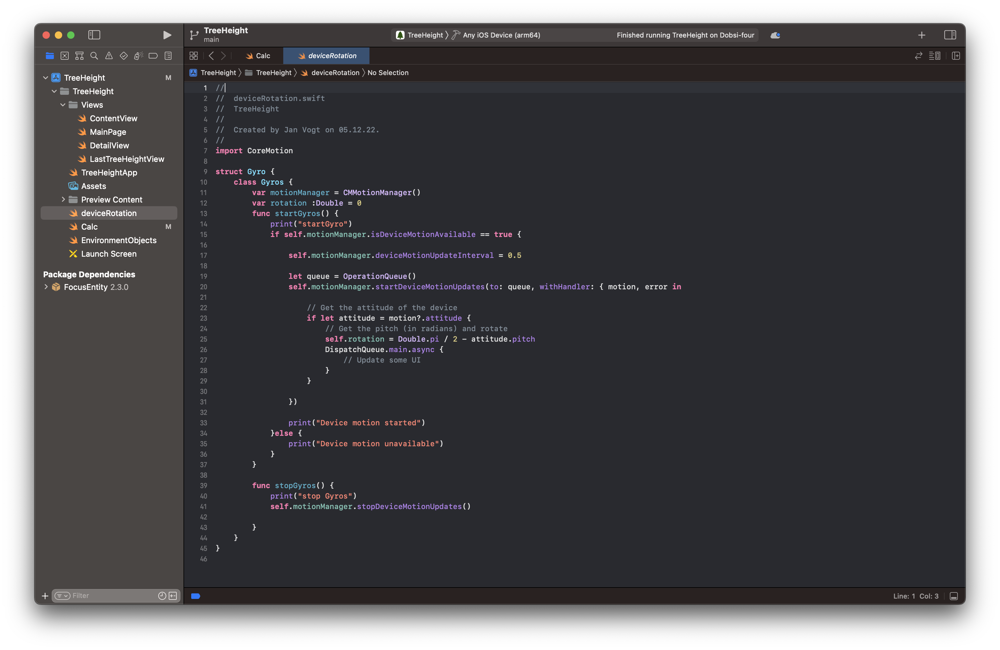 TreeHeight
main
TreeHeight
Any iOS Device (arm64)
Finished running TreeHeight on Dobsi-four
Calc
deviceRotation
TreeHeight
TreeHeight
deviceRotation
No Selection
TreeHeight M
TreeHeight
Views
ContentView
MainPage
DetailView
LastTreeHeightView
TreeHeightApp
Assets
Preview Content
deviceRotation
Calc M
EnvironmentObjects
Launch Screen
Package Dependencies
FocusEntity 2.3.0
Filter
1 //
2 //  deviceRotation.swift
3 //  TreeHeight
4 //
5 //  Created by Jan Vogt on 05.12.22.
6 //
7 import CoreMotion
8
9 struct Gyro {
10     class Gyros {
11         var motionManager = CMMotionManager()
12         var rotation :Double = 0
13         func startGyros() {
14             print("startGyro")
15             if self.motionManager.isDeviceMotionAvailable == true {
16
17                 self.motionManager.deviceMotionUpdateInterval = 0.5
18
19                 let queue = OperationQueue()
20                 self.motionManager.startDeviceMotionUpdates(to: queue, withHandler: { motion, error in
21
22                     // Get the attitude of the device
23                     if let attitude = motion?.attitude {
24                         // Get the pitch (in radians) and rotate
25                         self.rotation = Double.pi / 2 - attitude.pitch
26                         DispatchQueue.main.async {
27                             // Update some UI
28                         }
29                     }
30
31                 })
32
33                 print("Device motion started")
34             }else {
35                 print("Device motion unavailable")
36             }
37         }
38
39         func stopGyros() {
40             print("stop Gyros")
41             self.motionManager.stopDeviceMotionUpdates()
42
43         }
44     }
45 }
46
Line: 1  Col: 3